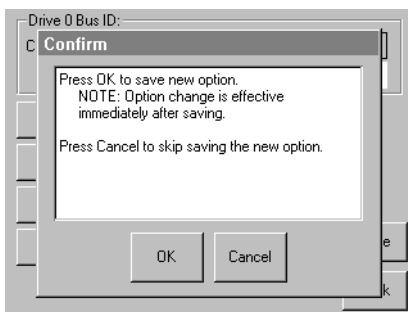 Drive 0 Bus ID:
Confirm
Press OK to save new option.
NOTE: Option change is effective
immediately after saving.
Press Cancel to skip saving the new option.
OK
Cancel